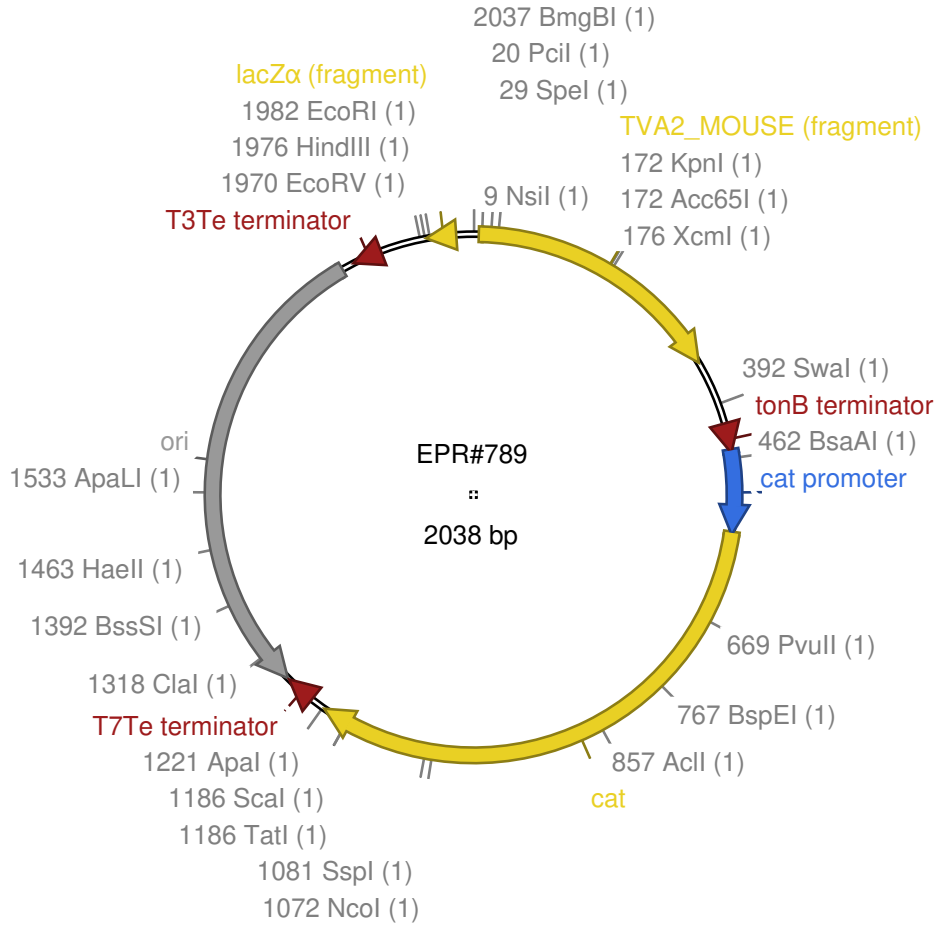 2037 BmgBI (1)
20 PciI (1)
29 SpeI (1)
lacZα (fragment)
1982 EcoRI (1)
1976 HindIII (1)
1970 EcoRV (1)
T3Te terminator
9 NsiI (1)
TVA2_MOUSE (fragment)
172 KpnI (1)
172 Acc65I (1)
176 XcmI (1)
392 SwaI (1)
tonB terminator
462 BsaAI (1)
cat promoter
ori
1533 ApaLI (1)
EPR#789
2038 bp
1463 HaeII (1)
1392 BssSI (1)
1318 ClaI (1)
T7Te terminator
1221 ApaI (1)
1186 ScaI (1)
1186 TatI (1)
1081 SspI (1)
1072 NcoI (1)
669 PvuII (1)
767 BspEI (1)
857 AclI (1)
cat